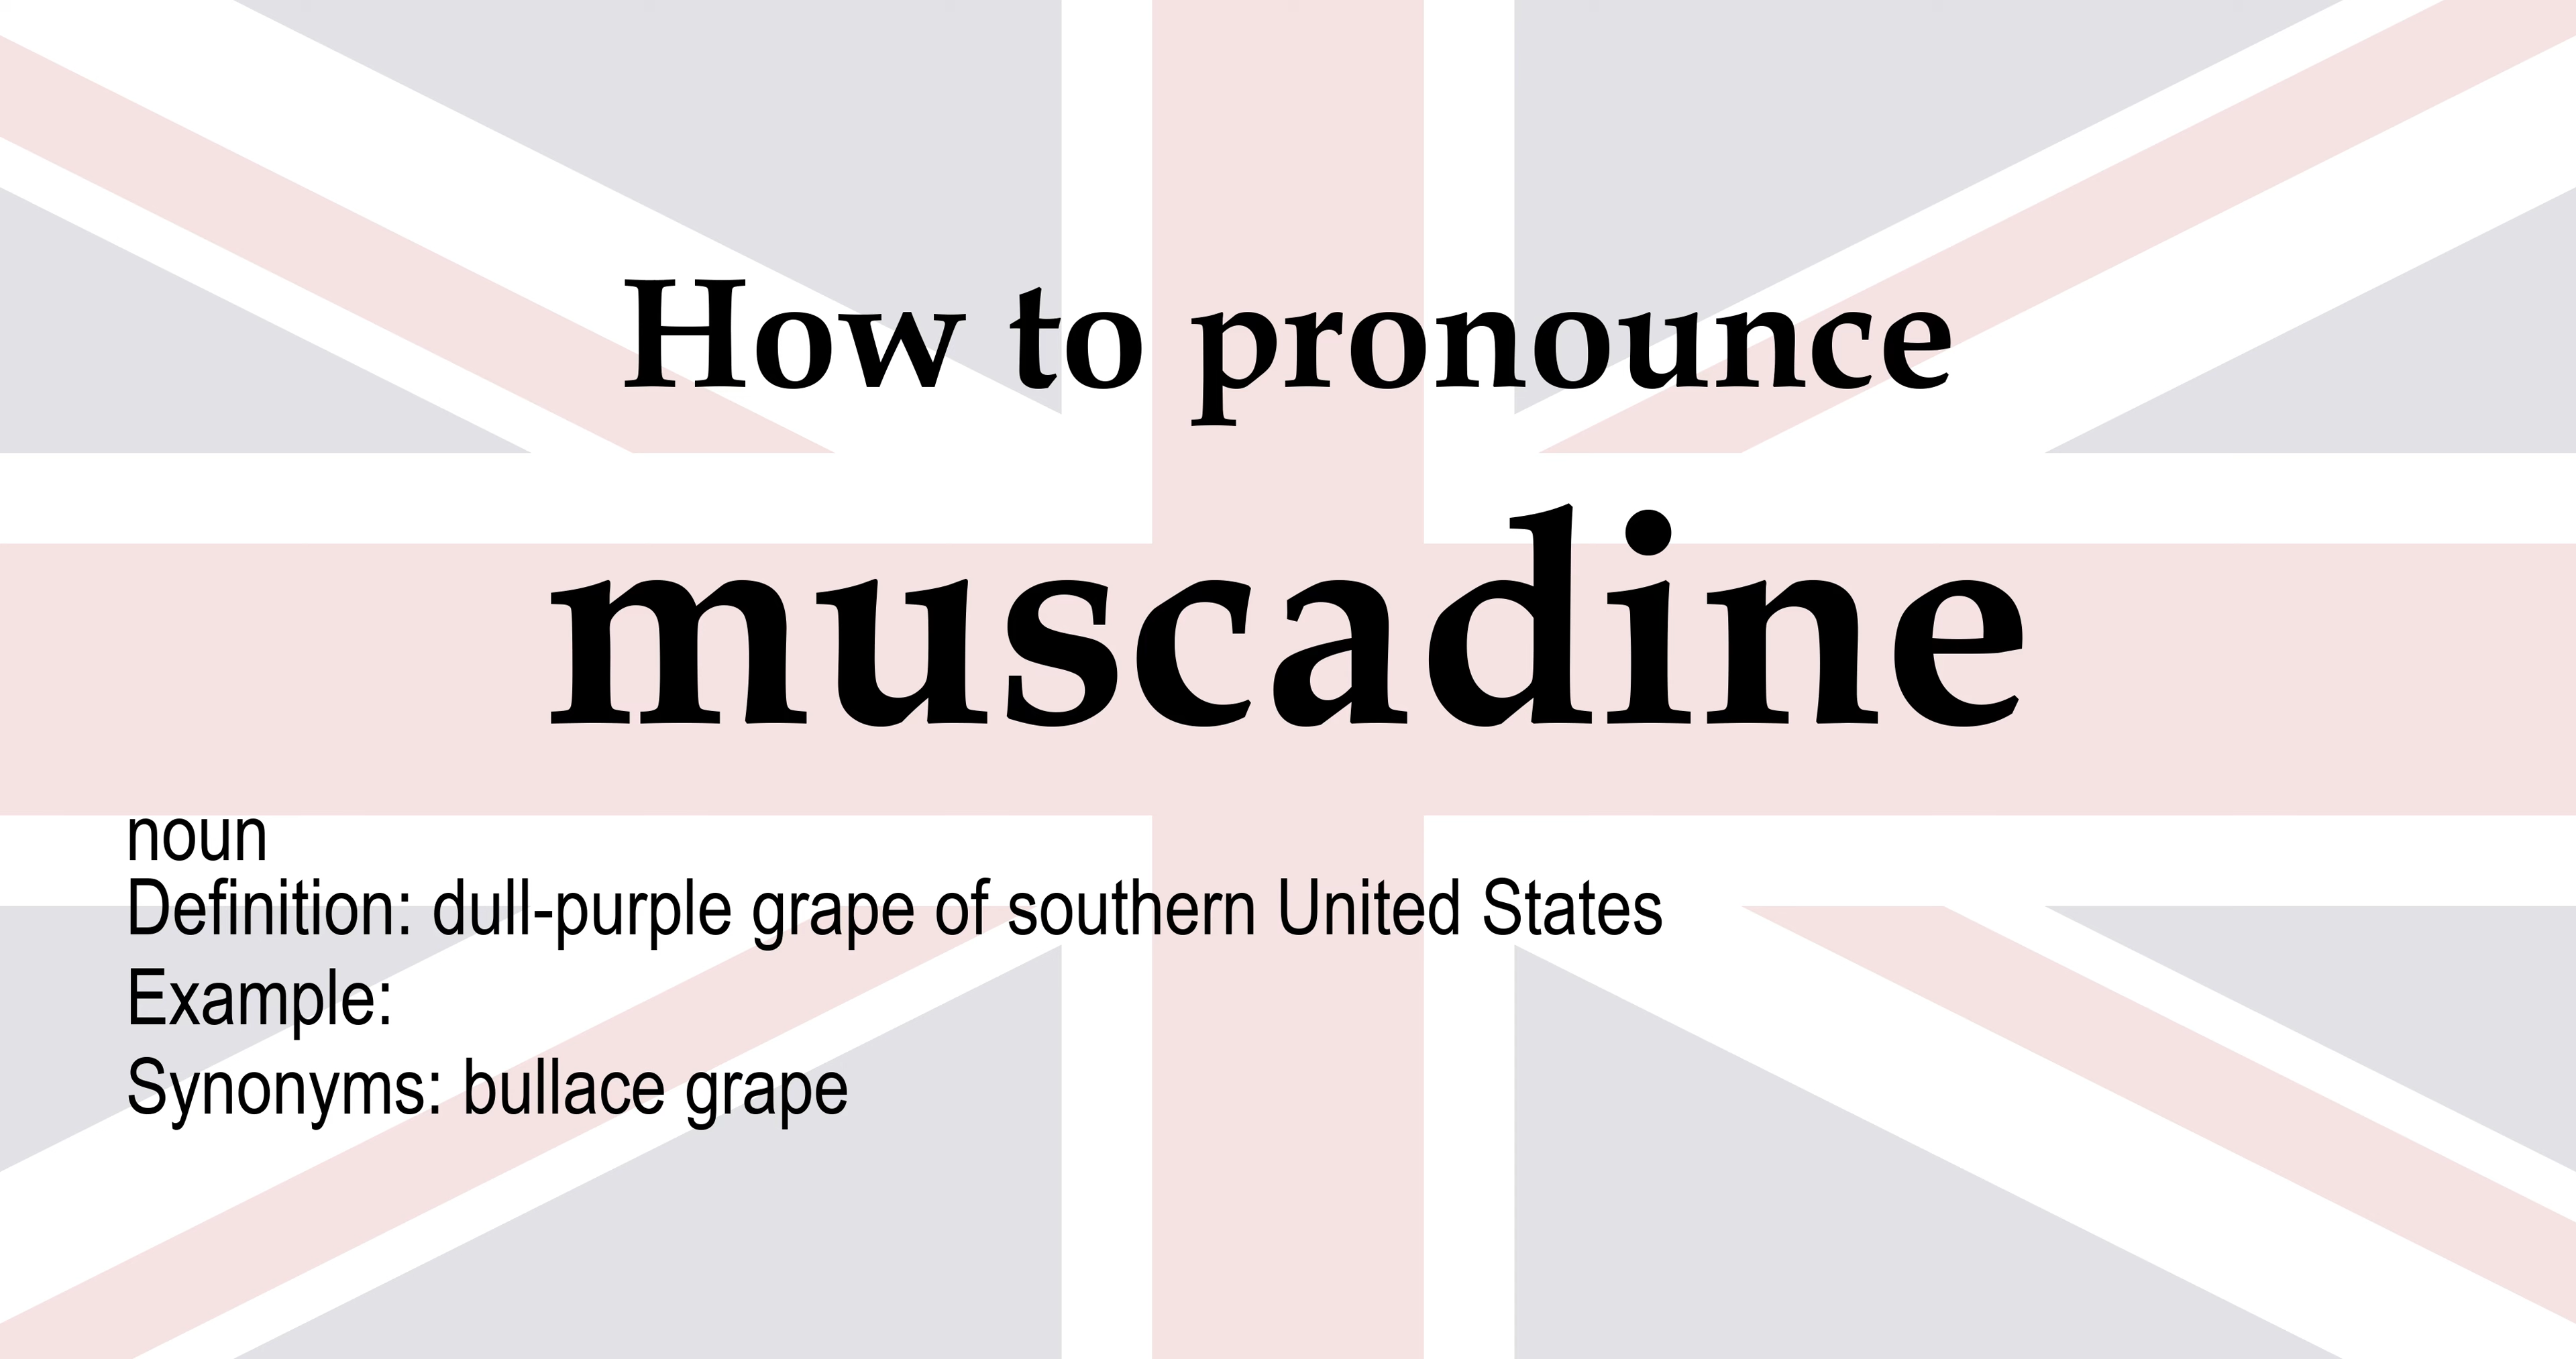 How to pronounce
muscadine
noun
Definition: dull-purple grape of southern United States
Example:
Synonyms: bullace grape